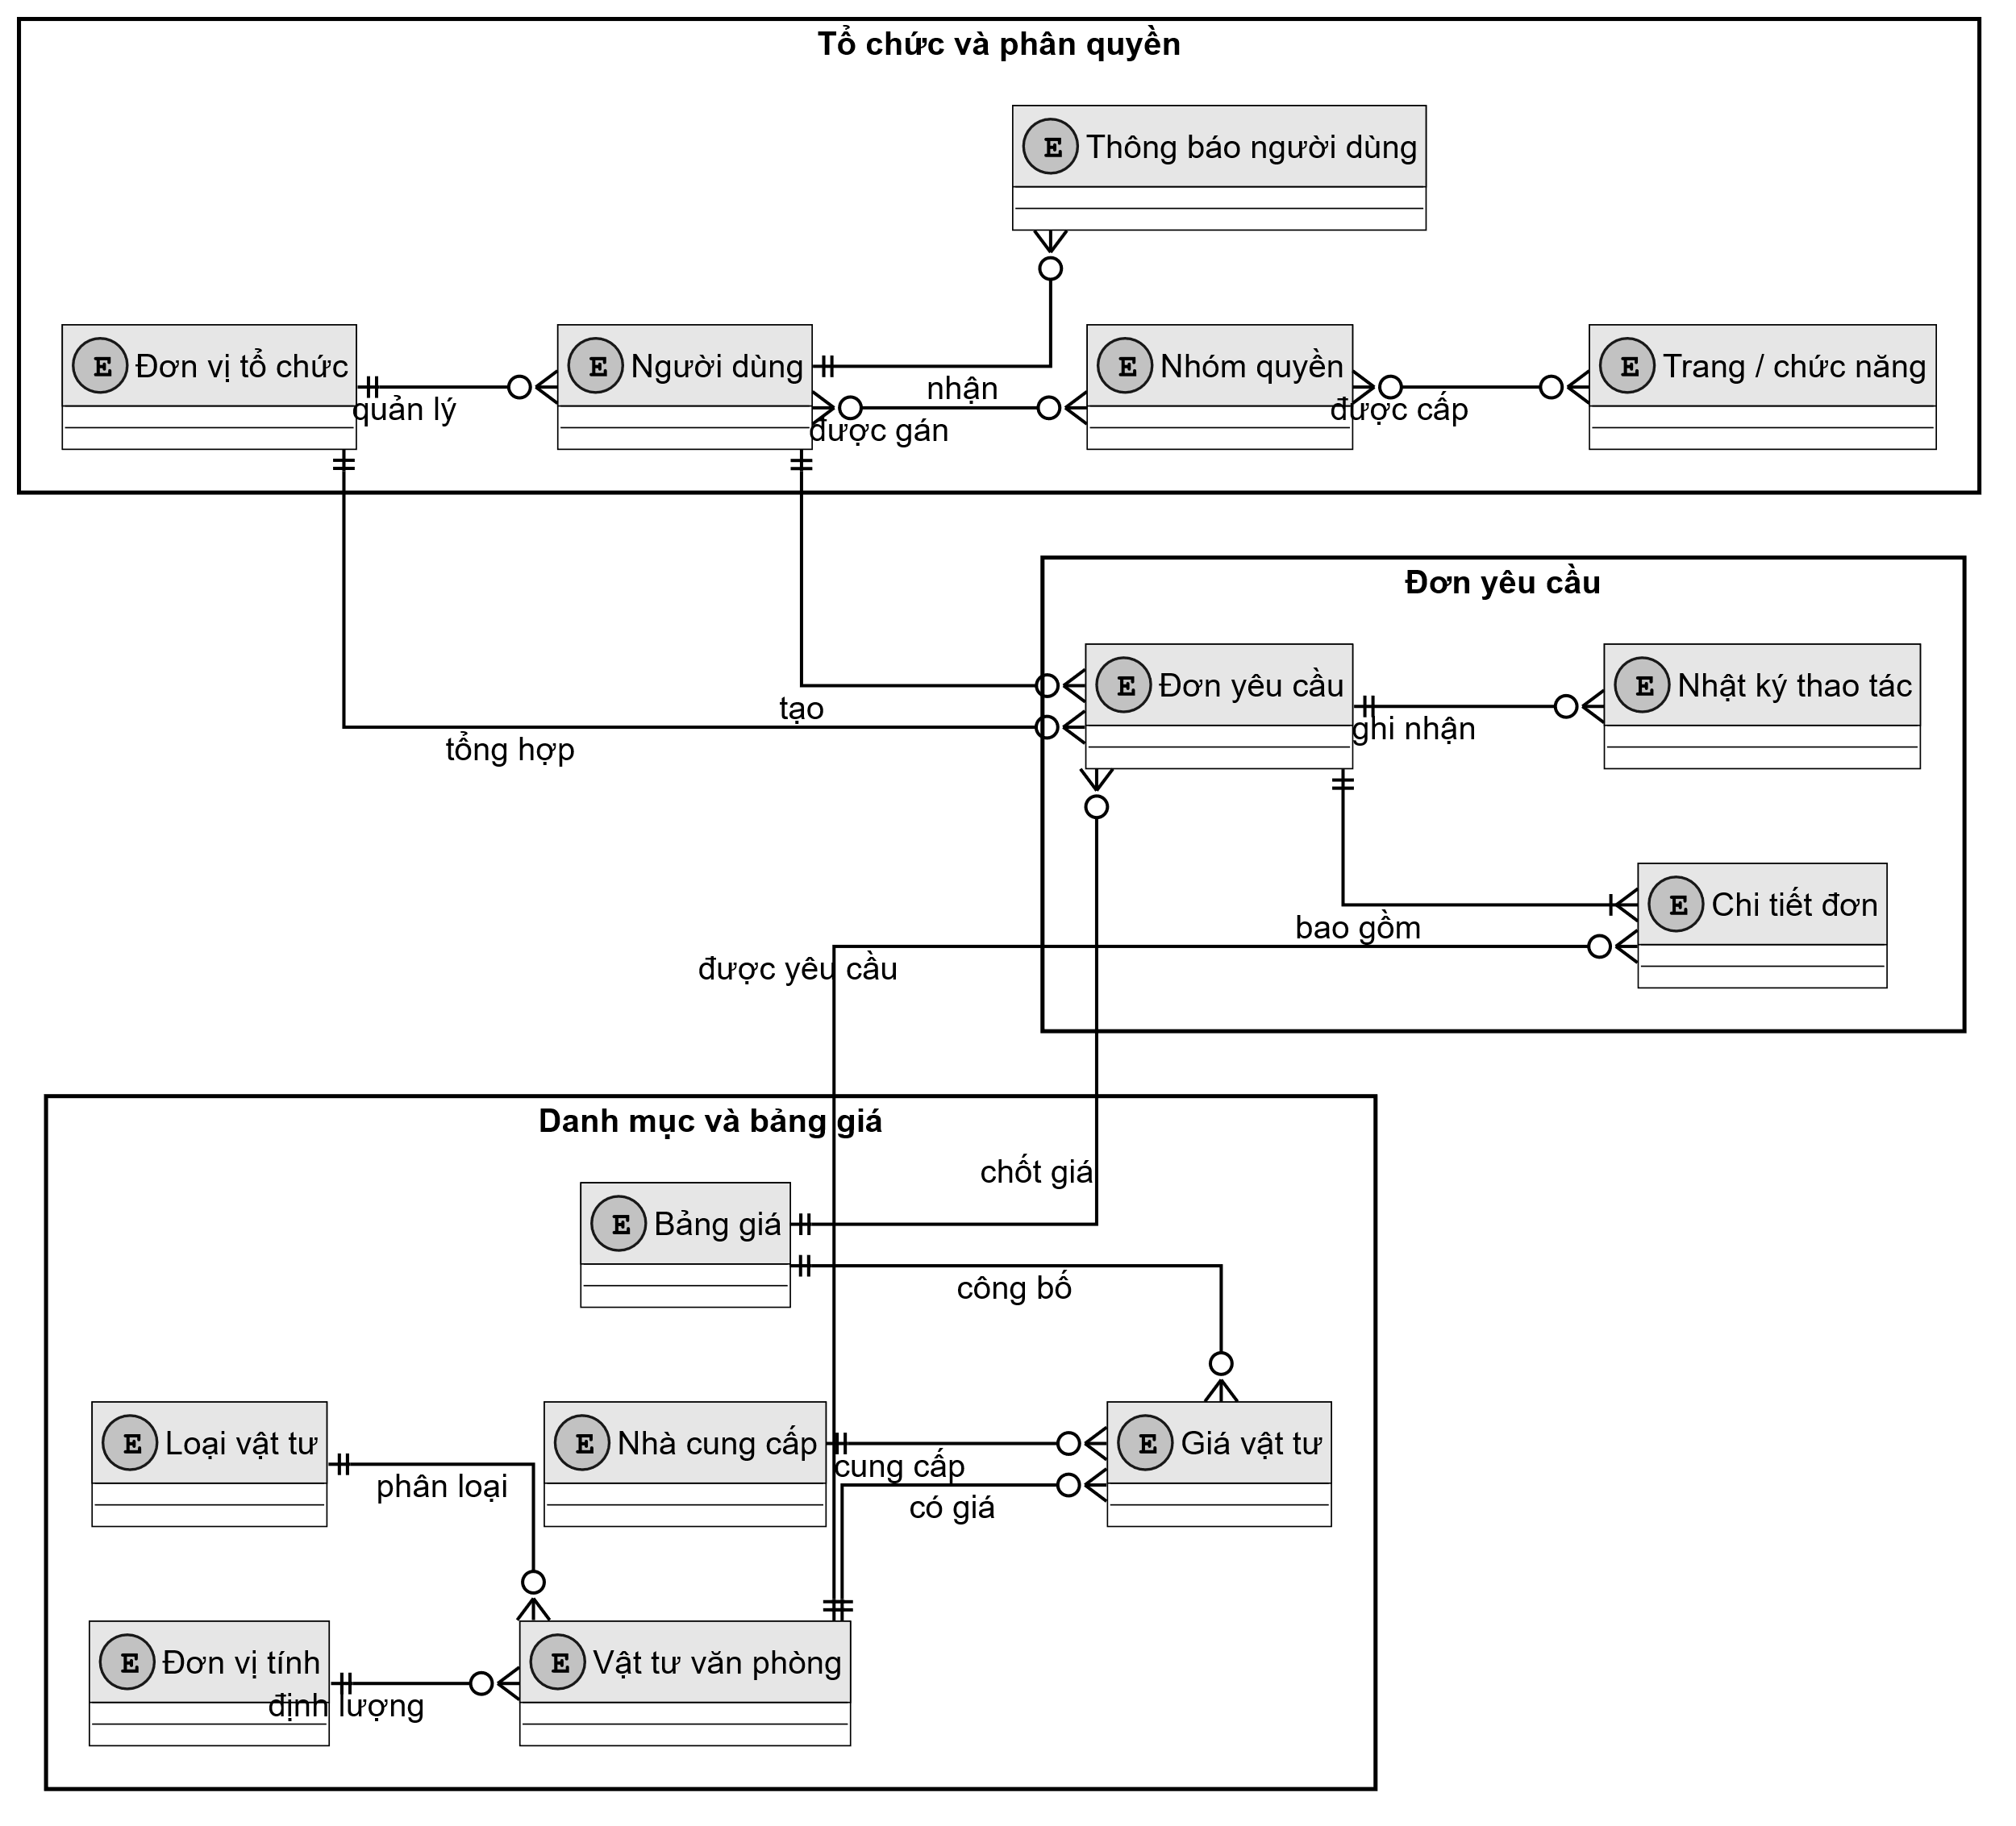 Tổ chức và phân quyền
E Thông báo người dùng
E Đơn vị tổ chức
E Người dùng
E Nhóm quyền
E Trang / chức năng
quản lý
nhận
được gán
được cấp
Đơn yêu cầu
E Đơn yêu cầu
E Nhật ký thao tác
tạo
tổng hợp
ghi nhận
E Chi tiết đơn
bao gồm
được yêu cầu
Danh mục và bảng giá
chốt giá
E Bảng giá
công bố
E Loại vật tư
E Nhà cung cấp
E Giá vật tư
phân loại
cung cấp
có giá
E Đơn vị tính
E Vật tư văn phòng
định lượng